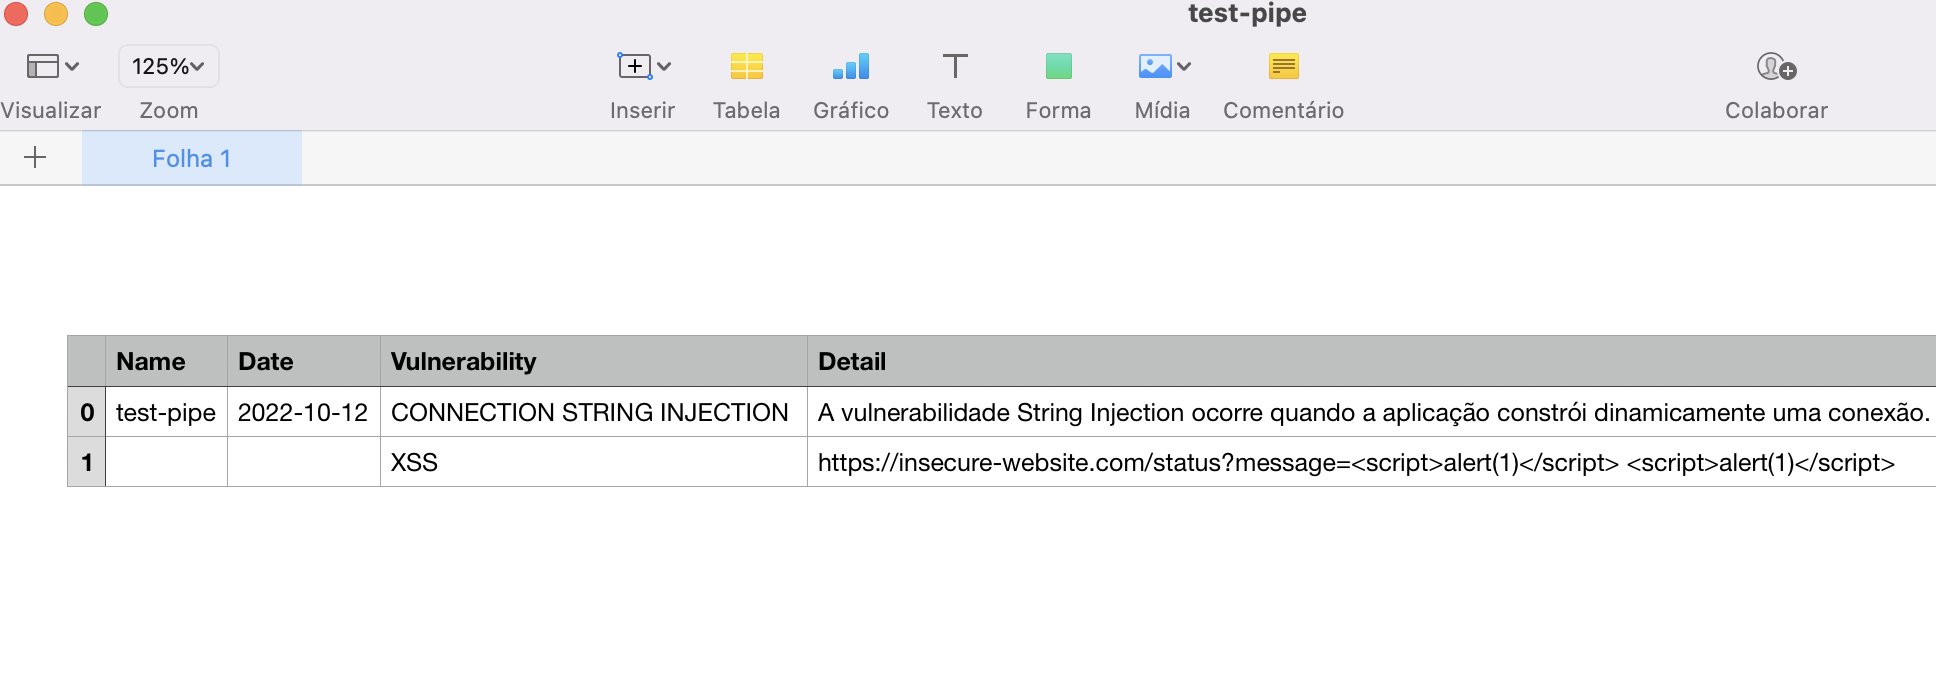 test-pipe
125%
Visualizar Zoom Inserir Tabela Gráfico Texto Forma Mídia Comentário Colaborar
Folha 1
Name Date Vulnerability Detail
0 test-pipe 2022-10-12 CONNECTION STRING INJECTION A vulnerabilidade String Injection ocorre quando a aplicação constrói dinamicamente uma conexão.
1 XSS https://insecure-website.com/status?message=<script>alert(1)</script> <script>alert(1)</script>